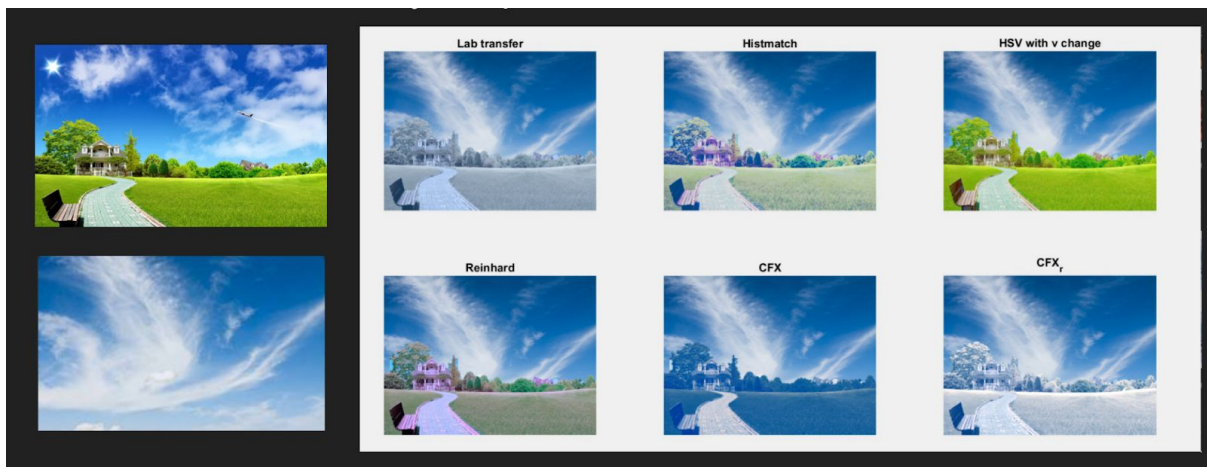 Lab transfer
Histmatch
HSV with v change
Reinhard
CFX
CFXr